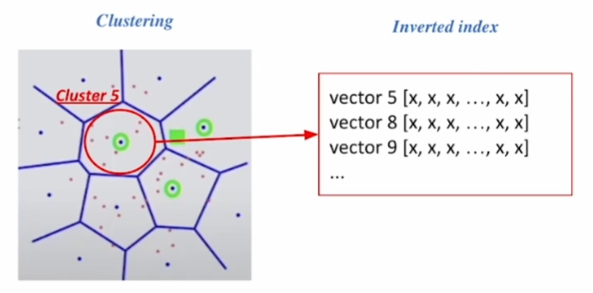 Clustering
Inverted index
Cluster 5
vector 5 [x, x, x, ..., x, x]
vector 8 [x, x, x, ..., x, x]
vector 9 [x, x, x, ..., x, x]
...